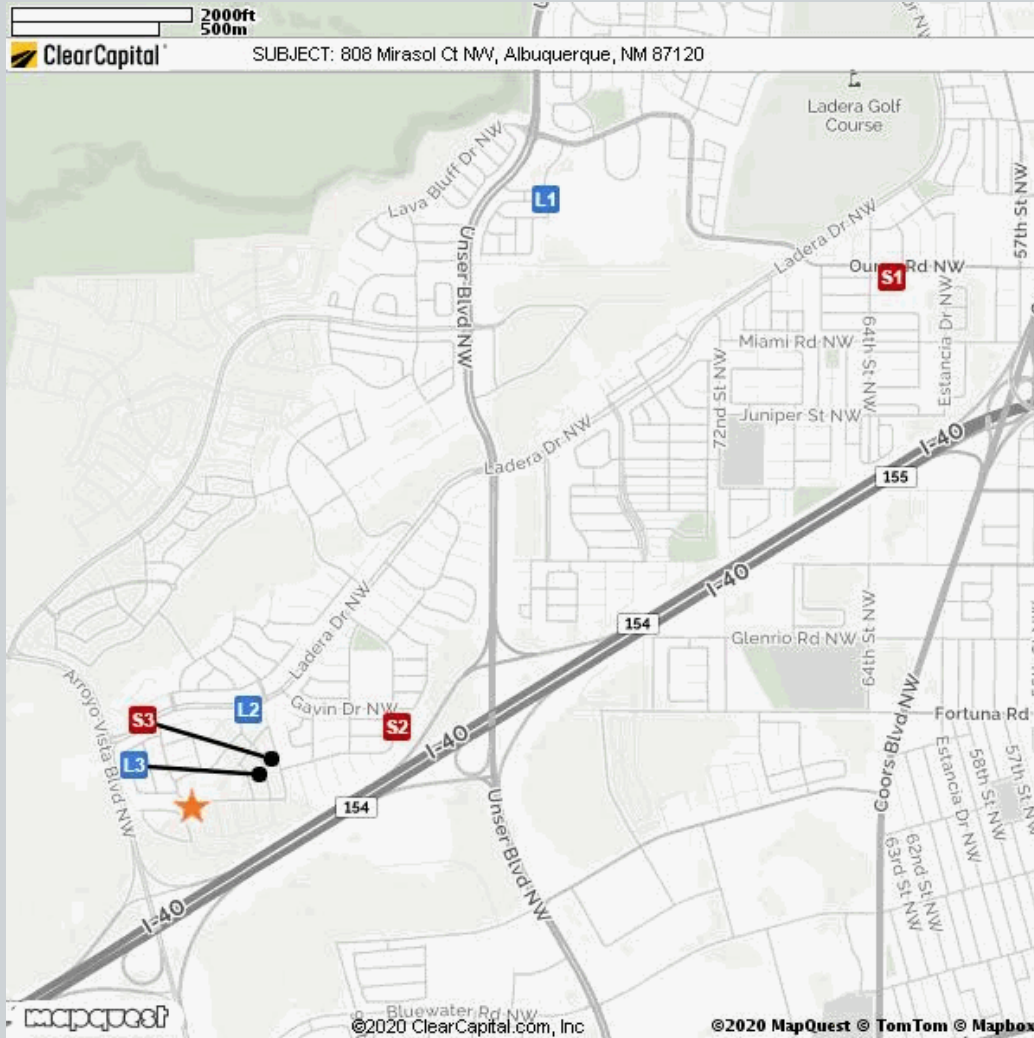 2000ft
500m
ClearCapital
SUBJECT: 808 Mirasol Ct NW, Albuquerque, NM 87120
Ladera Golf
Course
Lava Bluff Dr NW
L1
57th St NW
Unser Blvd NW
Ladera Dr NW
Rd NW
S1
Miami Rd NW
64th St NW
Estancia Dr NW
72nd St NW
Juniper St NW
I-40
Ladera Dr NW
155
I-40
154
Ladera Dr NW
Glenrio Rd NW
64th St NW
Arroyo Vista Blvd NW
S3
L2
Gavin Dr NW
S2
I-40
Coors Blvd NW
Fortuna Rd
L3
154
Unser Blvd NW
Estancia Dr NW
58th St NW
57th St NW
62nd St NW
63rd St NW
I-40
mapquest
Bluewater Rd NW
©2020 ClearCapital.com, Inc
©2020 MapQuest © TomTom © Mapbox